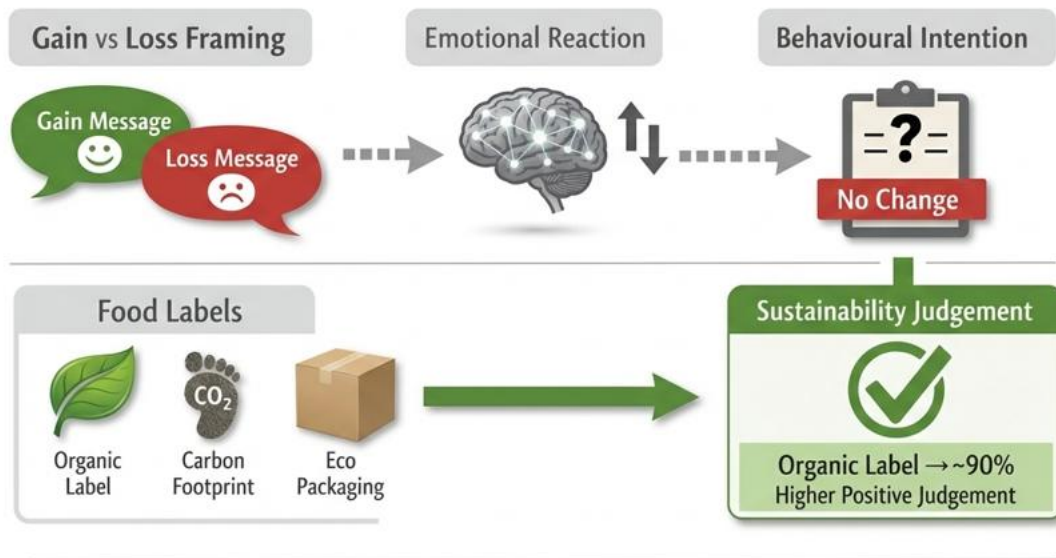 Gain vs Loss Framing
Emotional Reaction
Behavioural Intention
Gain Message
Loss Message
?
No Change
Food Labels
CO₂
Organic
Label
Carbon
Footprint
Eco
Packaging
Sustainability Judgement
Organic Label → ~90%
Higher Positive Judgement